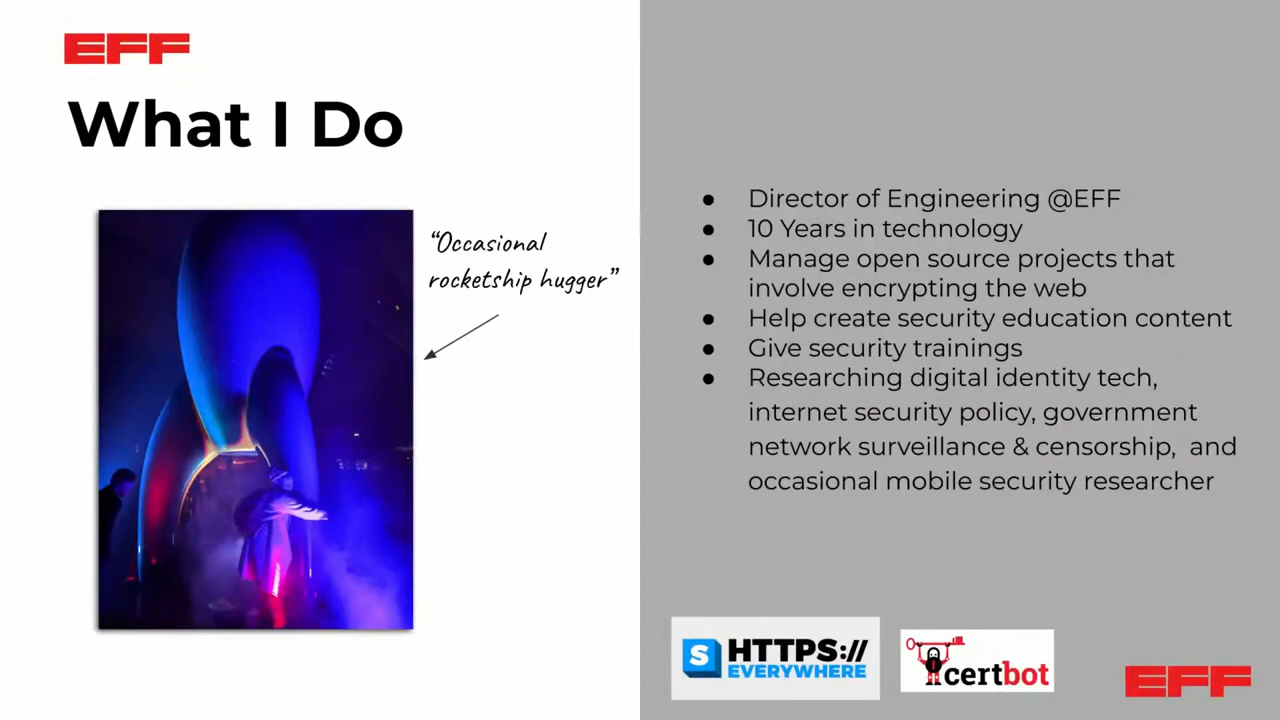 EFF
What I Do
“Occasional
rocketship hugger”
● Director of Engineering @EFF
● 10 Years in technology
● Manage open source projects that
involve encrypting the web
● Help create security education content
● Give security trainings
● Researching digital identity tech,
internet security policy, government
network surveillance & censorship, and
occasional mobile security researcher
S HTTPS://
EVERYWHERE
certbot
EFF